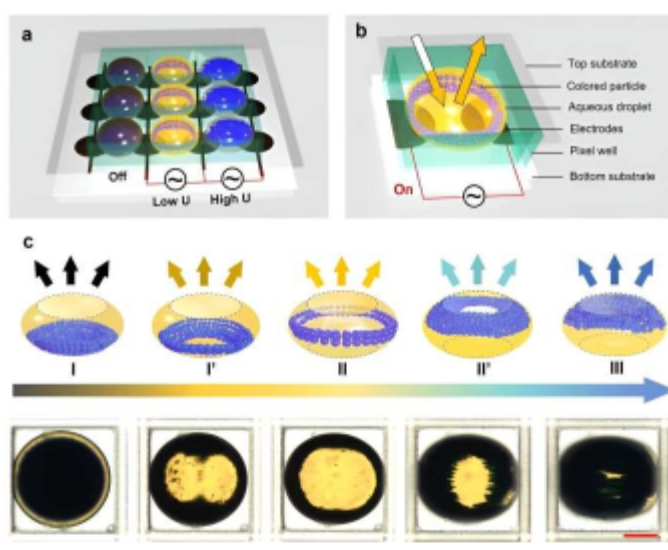 a
Off
Low U
High U
b
Top substrate
Colored particle
Aqueous droplet
Electrodes
Pixel well
Bottom substrate
On
c
I
I'
II
II'
III